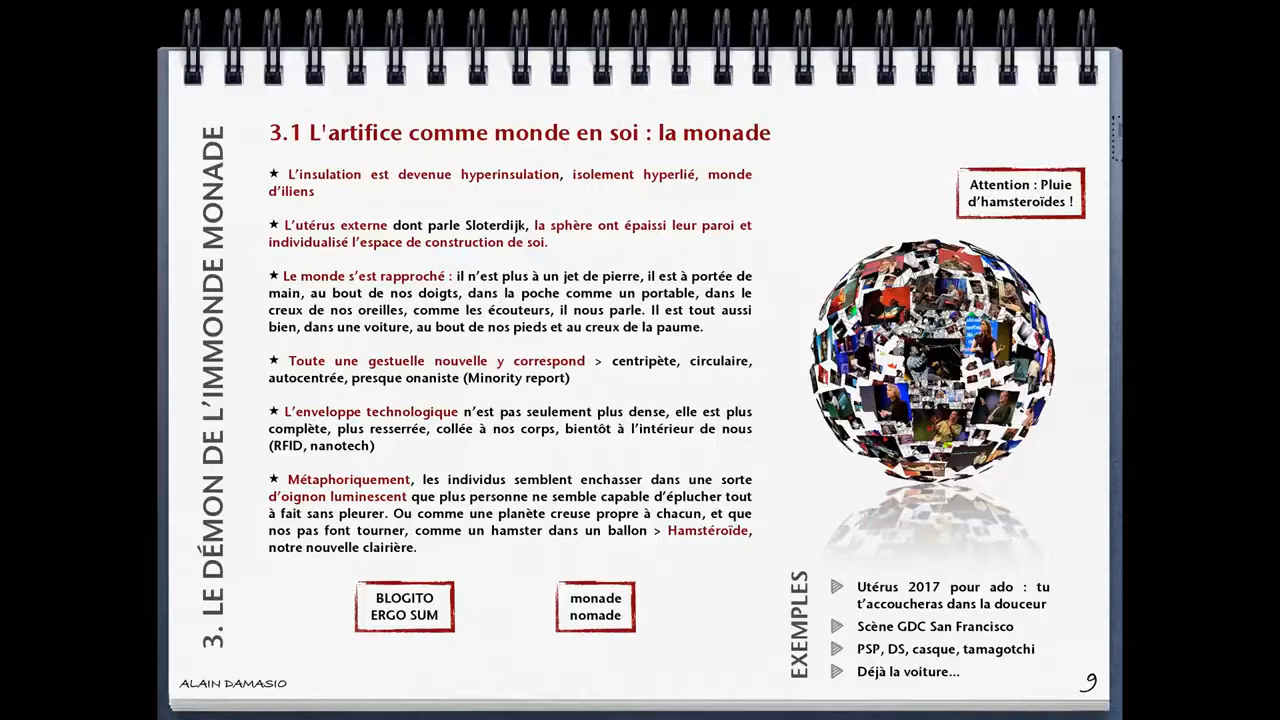 3. LE DÉMON DE L’IMMONDE MONADE
3.1 L'artifice comme monde en soi : la monade
★ L’insulation est devenue hyperinsulation, isolement hyperlié, monde
d’iliens
★ L’utérus externe dont parle Sloterdijk, la sphère ont épaissi leur paroi et
individualisé l’espace de construction de soi.
★ Le monde s’est rapproché : il n’est plus à un jet de pierre, il est à portée de
main, au bout de nos doigts, dans la poche comme un portable, dans le
creux de nos oreilles, comme les écouteurs, il nous parle. Il est tout aussi
bien, dans une voiture, au bout de nos pieds et au creux de la paume.
★ Toute une gestuelle nouvelle y correspond > centripète, circulaire,
autocentrée, presque onaniste (Minority report)
★ L’enveloppe technologique n’est pas seulement plus dense, elle est plus
complète, plus resserrée, collée à nos corps, bientôt à l’intérieur de nous
(RFID, nanotech)
★ Métaphoriquement, les individus semblent enchasser dans une sorte
d’oignon luminescent que plus personne ne semble capable d’éplucher tout
à fait sans pleurer. Ou comme une planète creuse propre à chacun, et que
nos pas font tourner, comme un hamster dans un ballon > Hamstéroïde,
notre nouvelle clairière.
BLOGITO
ERGO SUM
monade
nomade
Attention : Pluie
d’hamsteroïdes !
EXEMPLES
Utérus 2017 pour ado : tu
t’accoucheras dans la douceur
Scène GDC San Francisco
PSP, DS, casque, tamagotchi
Déjà la voiture...
ALAIN DAMASIO
9